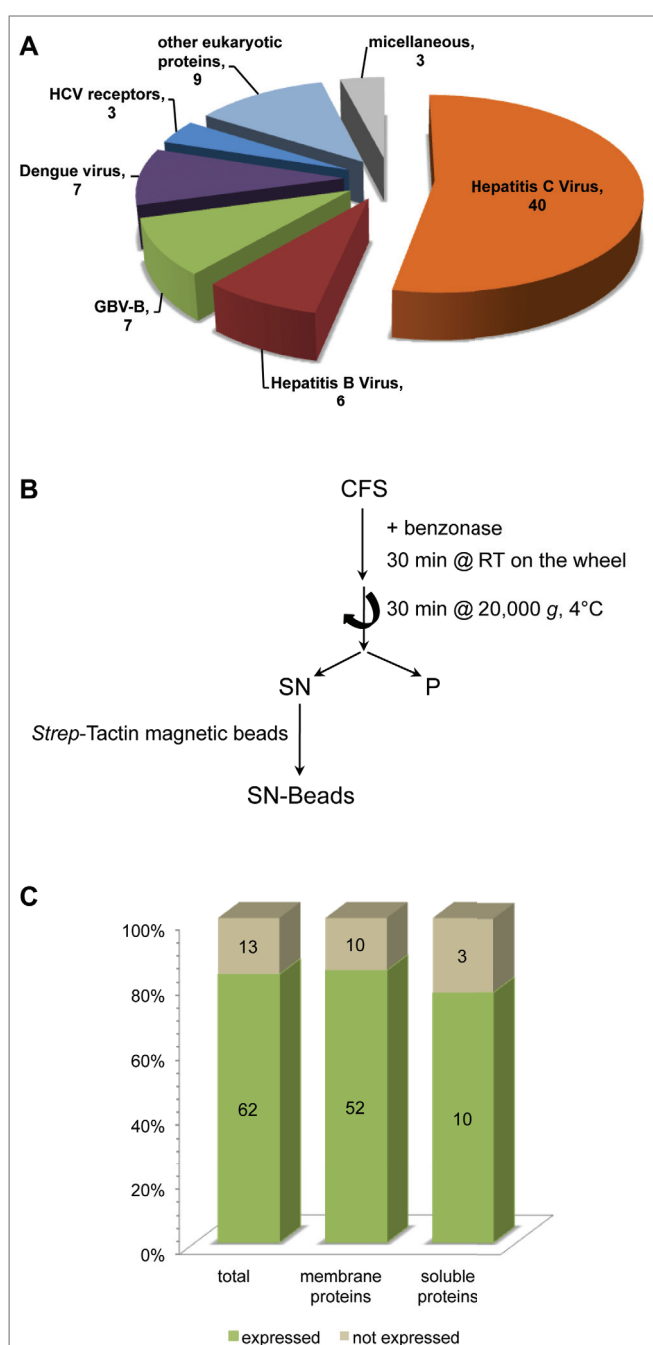 A
other eukaryotic
proteins,
9
micellaneous,
3
HCV receptors,
3
Dengue virus,
7
Hepatitis C Virus,
40
GBV-B,
7
Hepatitis B Virus,
6
B
CFS
+ benzonase
30 min @ RT on the wheel
30 min @ 20,000 g, 4°C
SN
P
Strep-Tactin magnetic beads
SN-Beads
C
100%
80%
60%
40%
20%
0%
13
10
3
62
52
10
total
membrane
proteins
soluble
proteins
expressed
not expressed